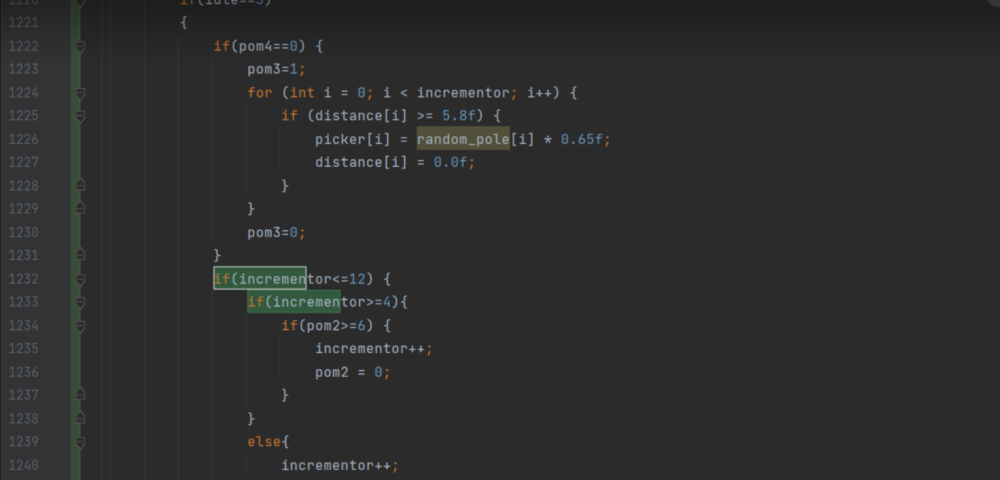 1220 if(idle==3)
1221 {
1222 if(pom4==0) {
1223 pom3=1;
1224 for (int i = 0; i < incrementor; i++) {
1225 if (distance[i] >= 5.8f) {
1226 picker[i] = random_pole[i] * 0.65f;
1227 distance[i] = 0.0f;
1228 }
1229 }
1230 pom3=0;
1231 }
1232 if(incrementor<=12) {
1233 if(incrementor>=4){
1234 if(pom2>=6) {
1235 incrementor++;
1236 pom2 = 0;
1237 }
1238 }
1239 else{
1240 incrementor++;